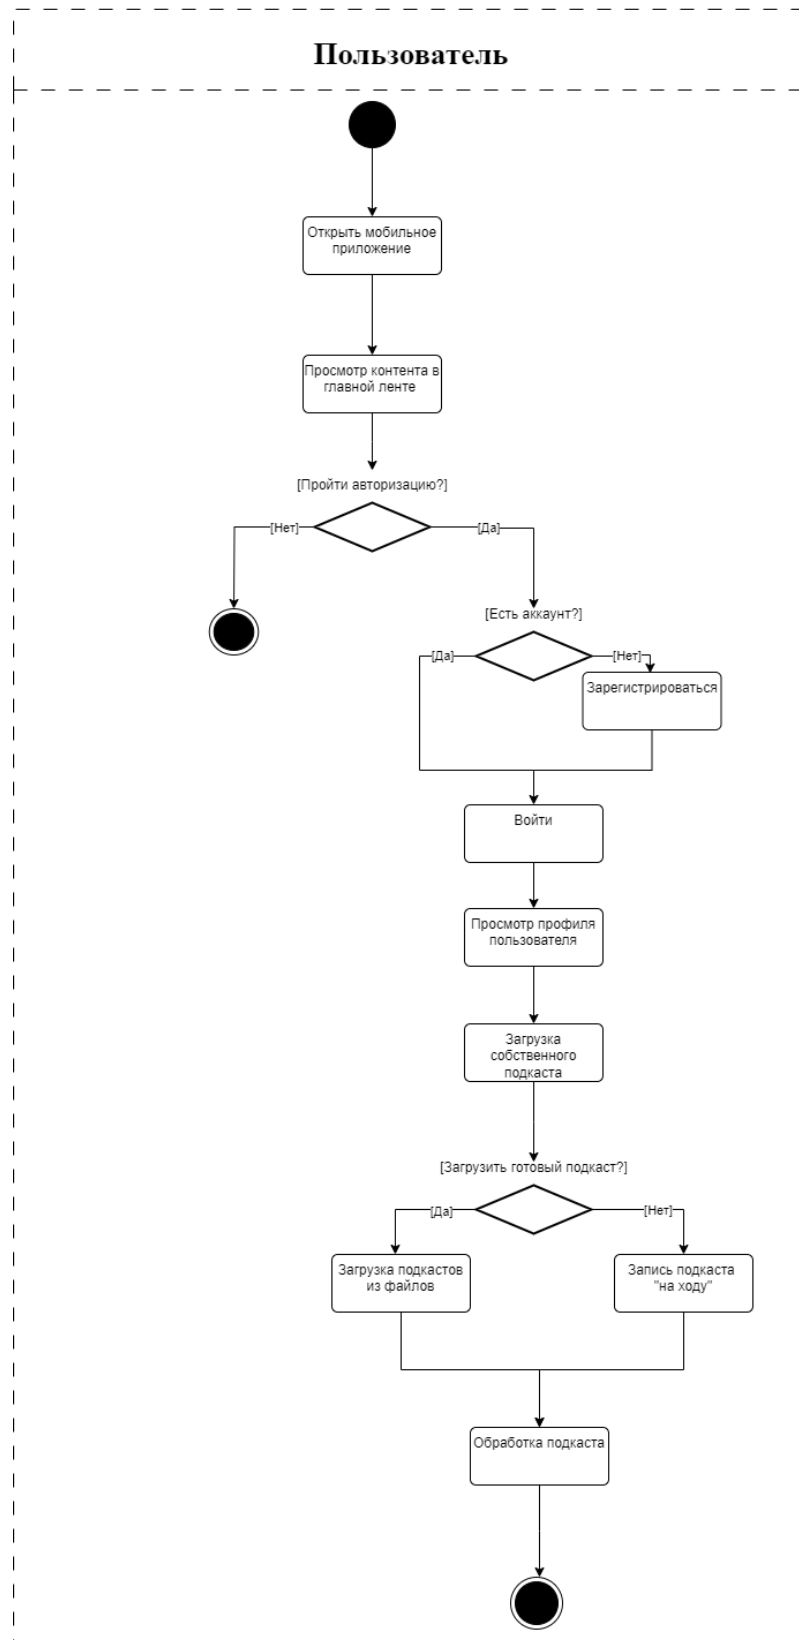 Пользователь
Открыть мобильное
приложение
Просмотр контента в
главной ленте
[Пройти авторизацию?]
[Нет]
[Да]
[Есть аккаунт?]
[Да]
[Нет]
Зарегистрироваться
Войти
Просмотр профиля
пользователя
Загрузка
собственного
подкаста
[Загрузить готовый подкаст?]
[Да]
[Нет]
Загрузка подкастов
из файлов
Запись подкаста
"на ходу"
Обработка подкаста